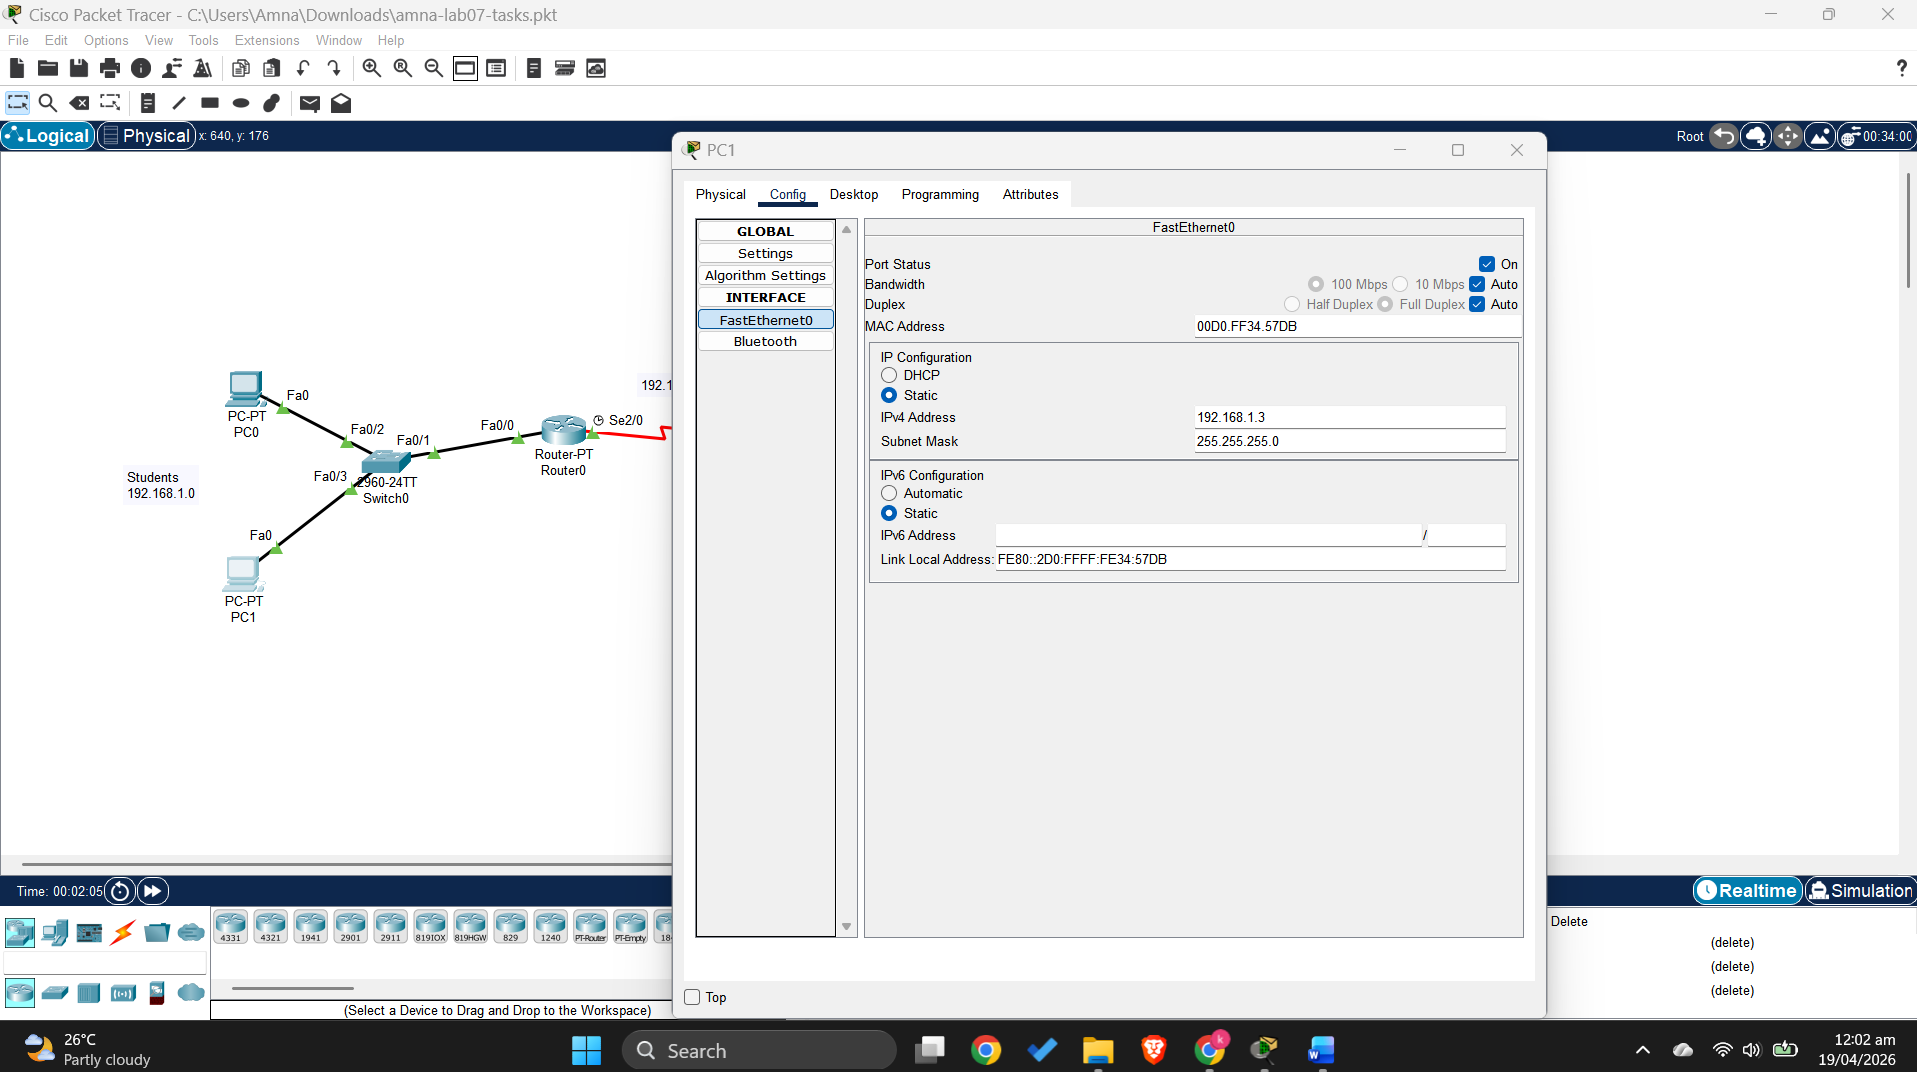 Cisco Packet Tracer - C:\Users\Amna\Downloads\amna-lab07-tasks.pkt
File Edit Options View Tools Extensions Window Help
?
Logical Physical x: 640, y: 176
Root 00:34:00
PC1
Physical Config Desktop Programming Attributes
GLOBAL
Settings
Algorithm Settings
INTERFACE
FastEthernet0
Bluetooth
FastEthernet0
Port Status On
Bandwidth 100 Mbps 10 Mbps Auto
Duplex Half Duplex Full Duplex Auto
MAC Address 00D0.FF34.57DB
IP Configuration
DHCP
Static
IPv4 Address 192.168.1.3
Subnet Mask 255.255.255.0
IPv6 Configuration
Automatic
Static
IPv6 Address /
Link Local Address: FE80::2D0:FFFF:FE34:57DB
Top
192.1
Fa0
PC-PT
PC0
Fa0/2
Fa0/1
Fa0/0
Se2/0
Router-PT
Router0
Students
192.168.1.0
Fa0/3
2960-24TT
Switch0
Fa0
PC-PT
PC1
Time: 00:02:05
Realtime Simulation
4331 4321 1941 2901 2911 819IOX 819HGW 829 1240 PT-Router PT-Empty 18
(Select a Device to Drag and Drop to the Workspace)
Delete
(delete)
(delete)
(delete)
26°C
Partly cloudy
Search
k
W
12:02 am
19/04/2026